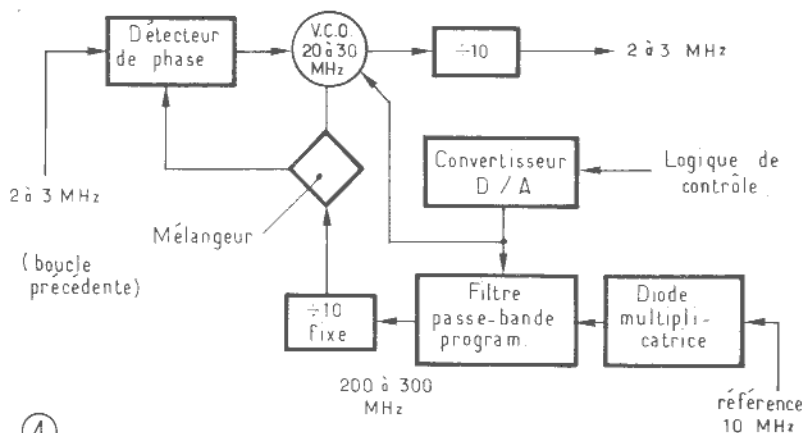 Détecteur
de phase
V.C.O.
20 à 30
MHz
÷10
2 à 3 MHz
2 à 3 MHz
(boucle
précédente)
Mélangeur
Convertisseur
D / A
Logique de
contrôle
÷10
fixe
Filtre
passe-bande
program.
Diode
multipli-
catrice
200 à 300
MHz
référence
10 MHz
4